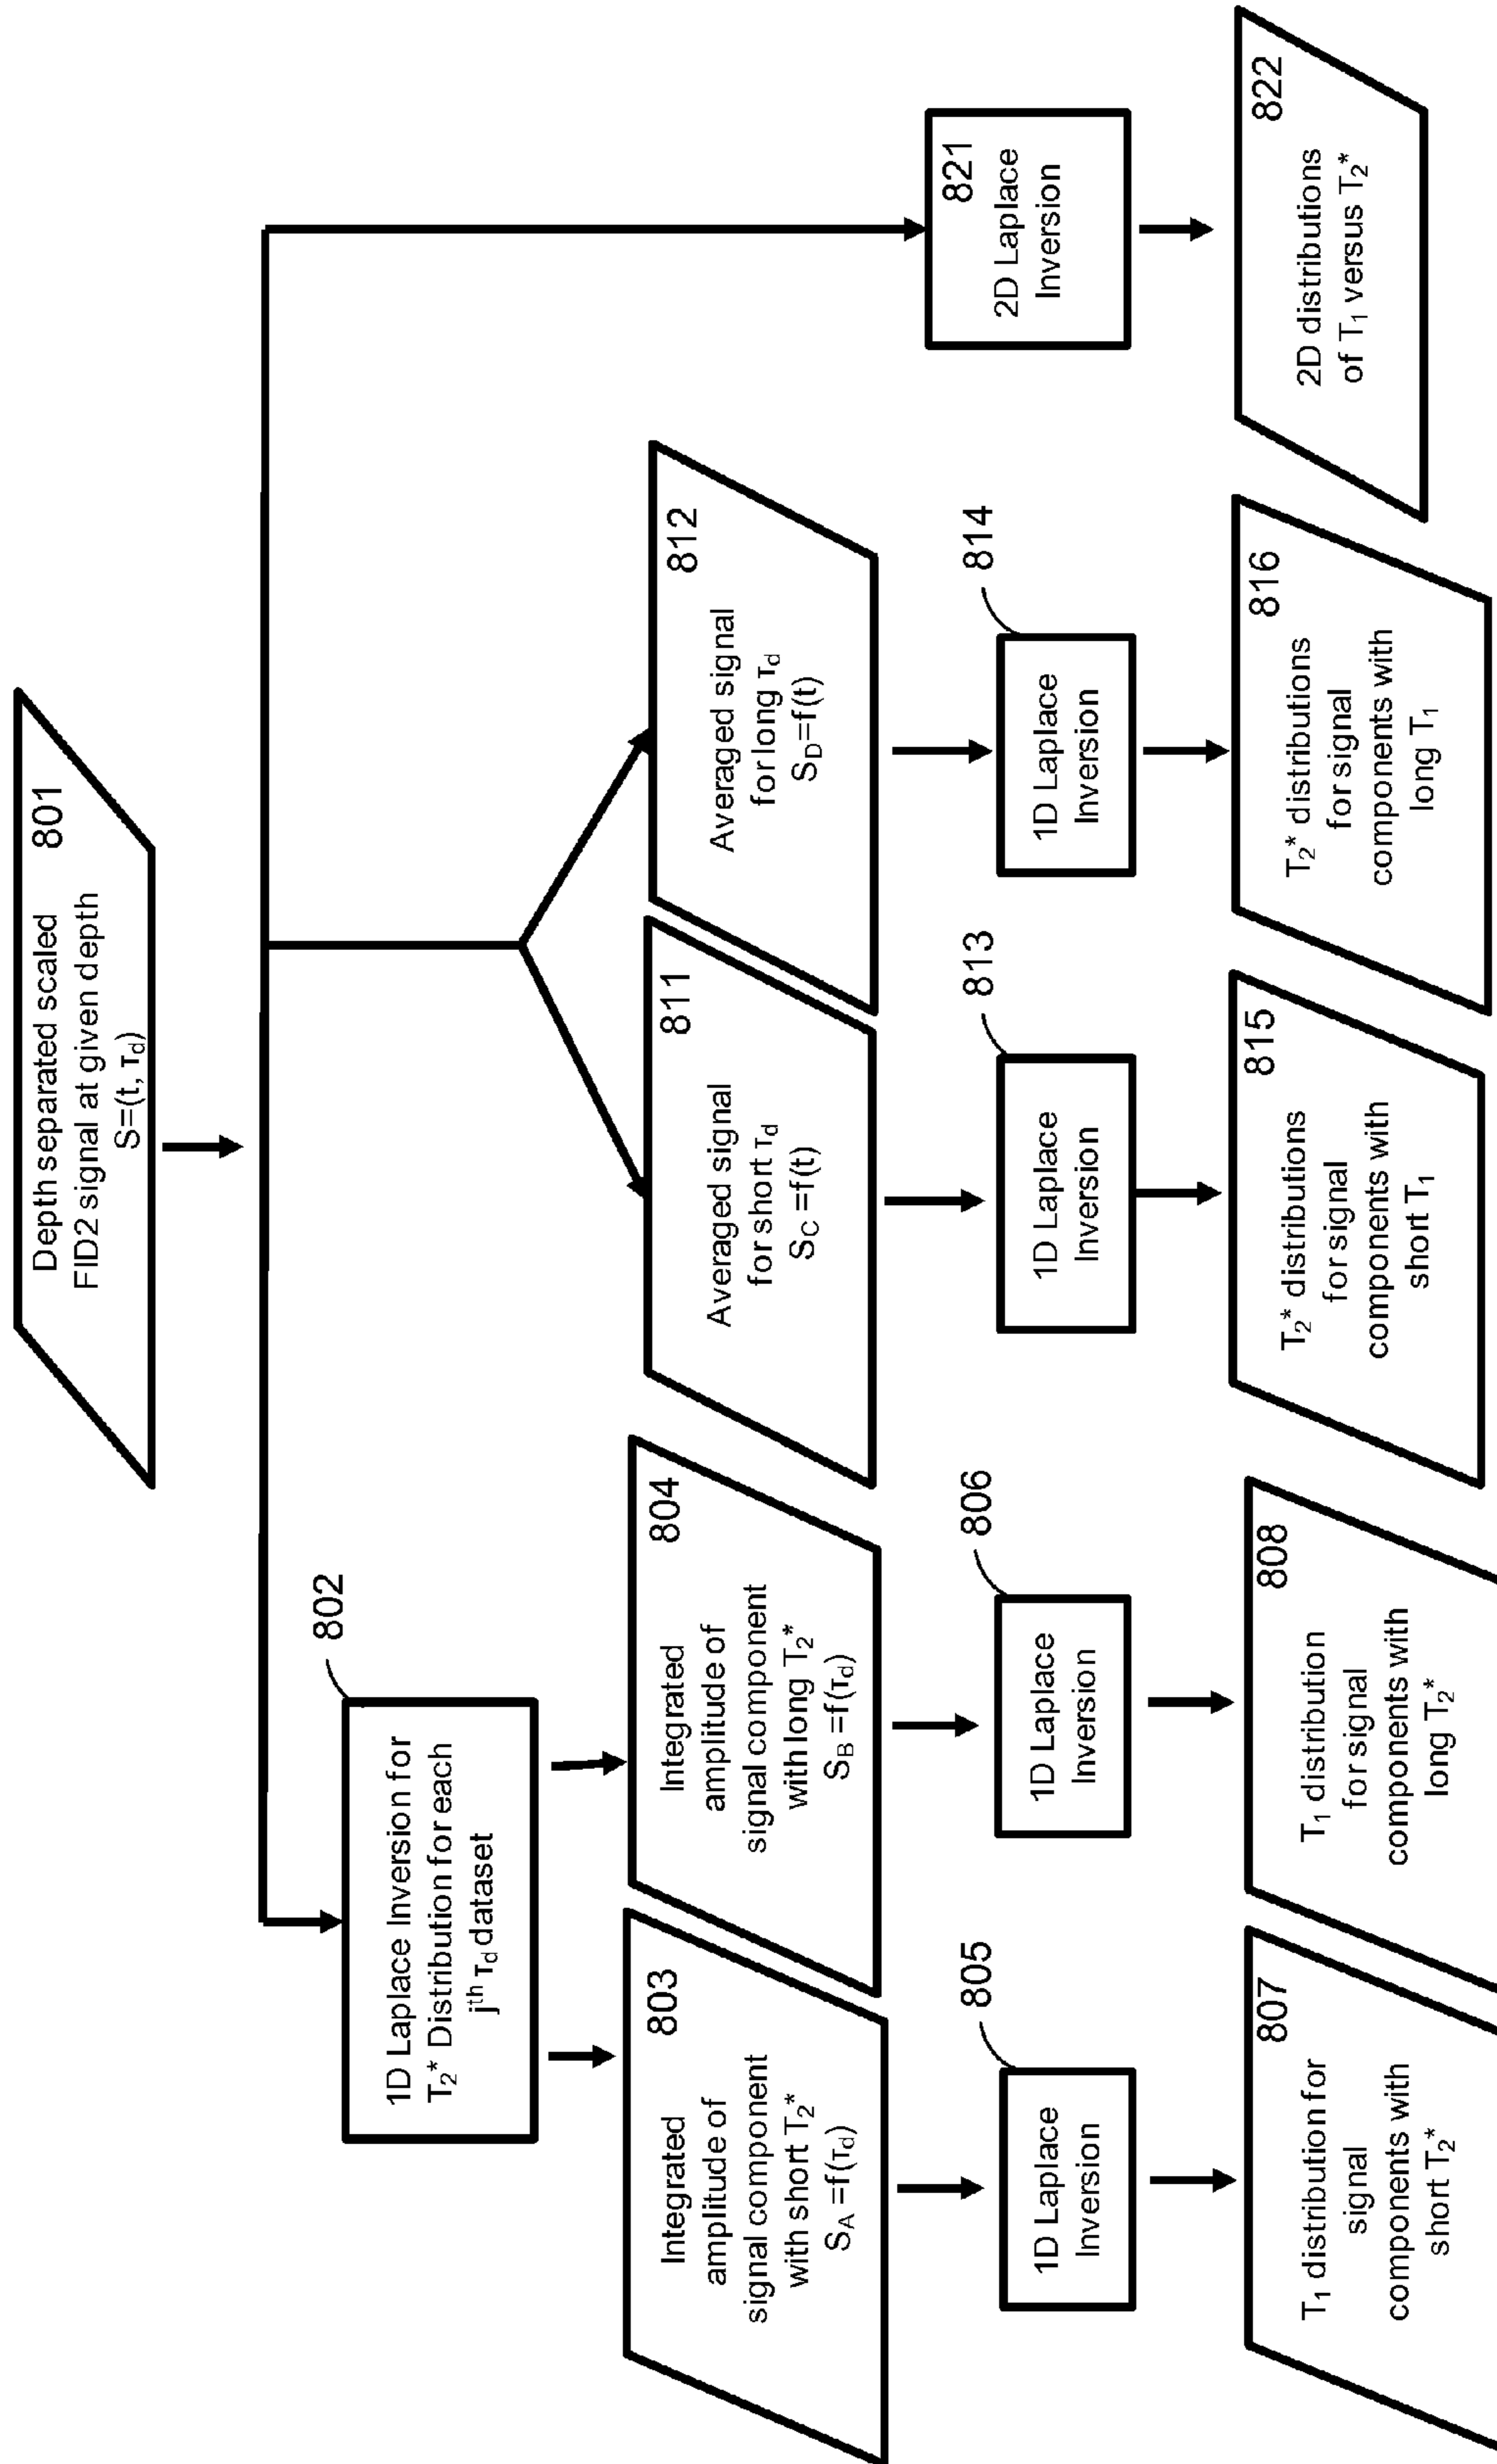 801
Depth separated scaled
FID2 signal at given depth
S=(t, τd)
802
1D Laplace Inversion for
T2* Distribution for each
jth τd dataset
803
Integrated
amplitude of
signal component
with short T2*
SA =f(τd)
804
Integrated
amplitude of
signal component
with long T2*
SB =f(τd)
811
Averaged signal
for short τd
SC =f(t)
812
Averaged signal
for long τd
SD=f(t)
821
2D Laplace
Inversion
805
1D Laplace
Inversion
806
1D Laplace
Inversion
813
1D Laplace
Inversion
814
1D Laplace
Inversion
807
T1 distribution for
signal
components with
short T2*
808
T1 distribution
for signal
components with
long T2*
815
T2* distributions
for signal
components with
short T1
816
T2* distributions
for signal
components with
long T1
822
2D distributions
of T1 versus T2*